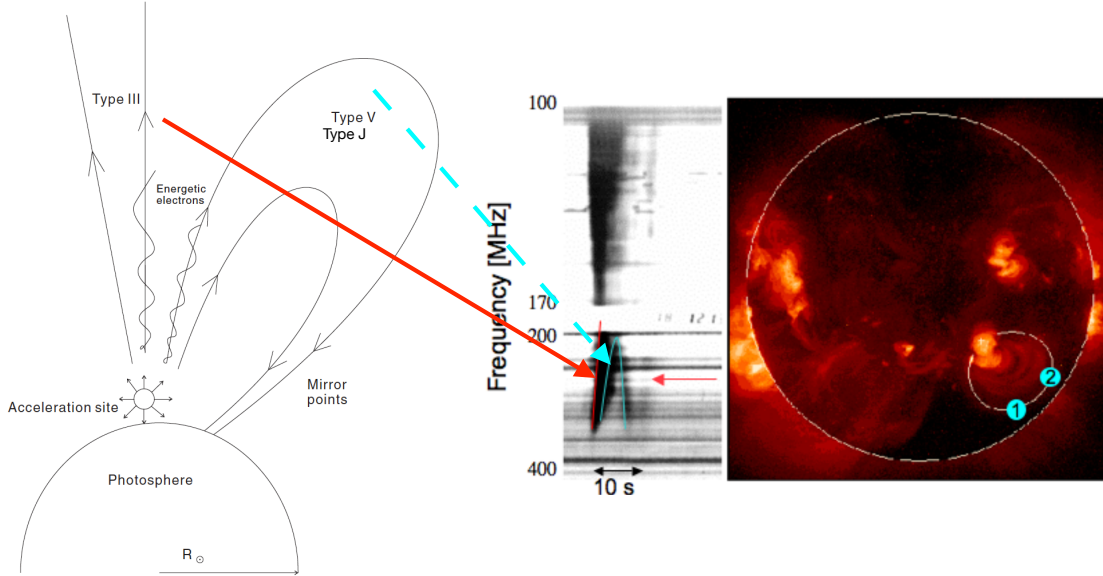 Type III
Type V
Type J
Energetic
electrons
Mirror
points
Acceleration site
Photosphere
R⊙
Frequency [MHz]
100
170
200
400
10 s
1
2